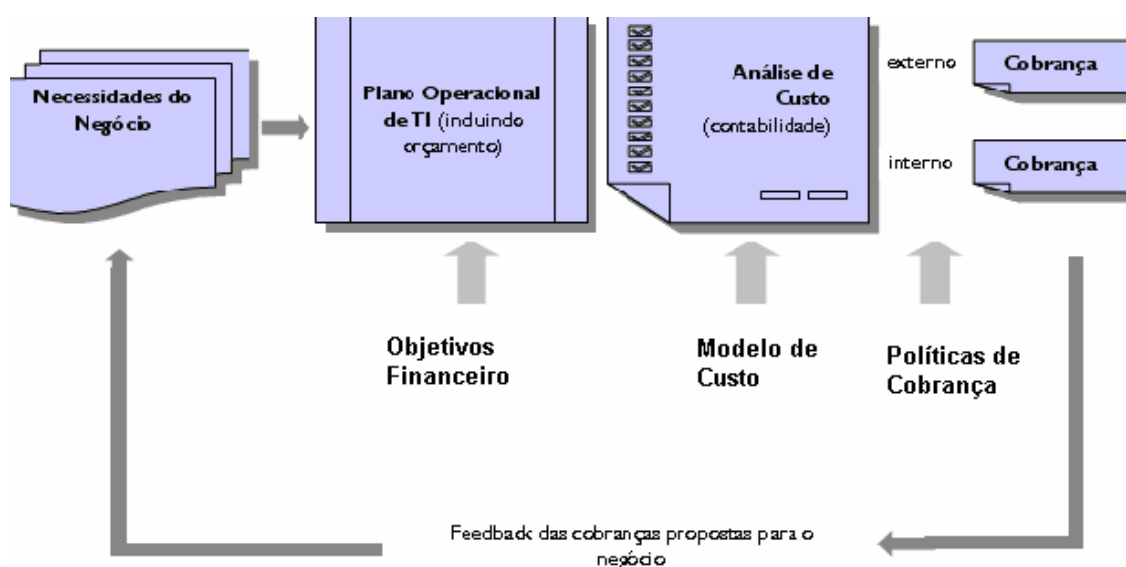 Necessidades do
Negócio
Plano Operacional
de TI (incluindo
orçamento)
Análise de
Custo
(contabilidade)
externo
Cobrança
interno
Cobrança
Objetivos
Financeiro
Modelo de
Custo
Políticas de
Cobrança
Feedback das cobranças propostas para o
negócio